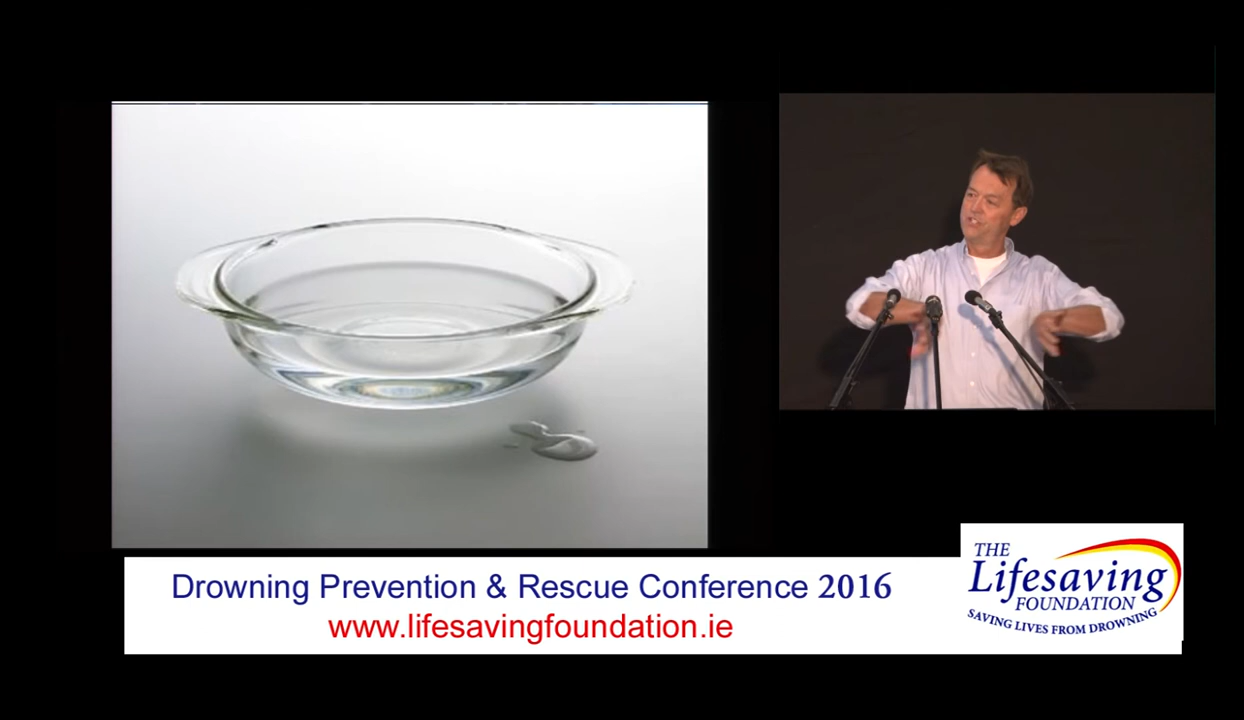 Drowning Prevention & Rescue Conference 2016
www.lifesavingfoundation.ie
THE
Lifesaving
FOUNDATION
SAVING LIVES FROM DROWNING